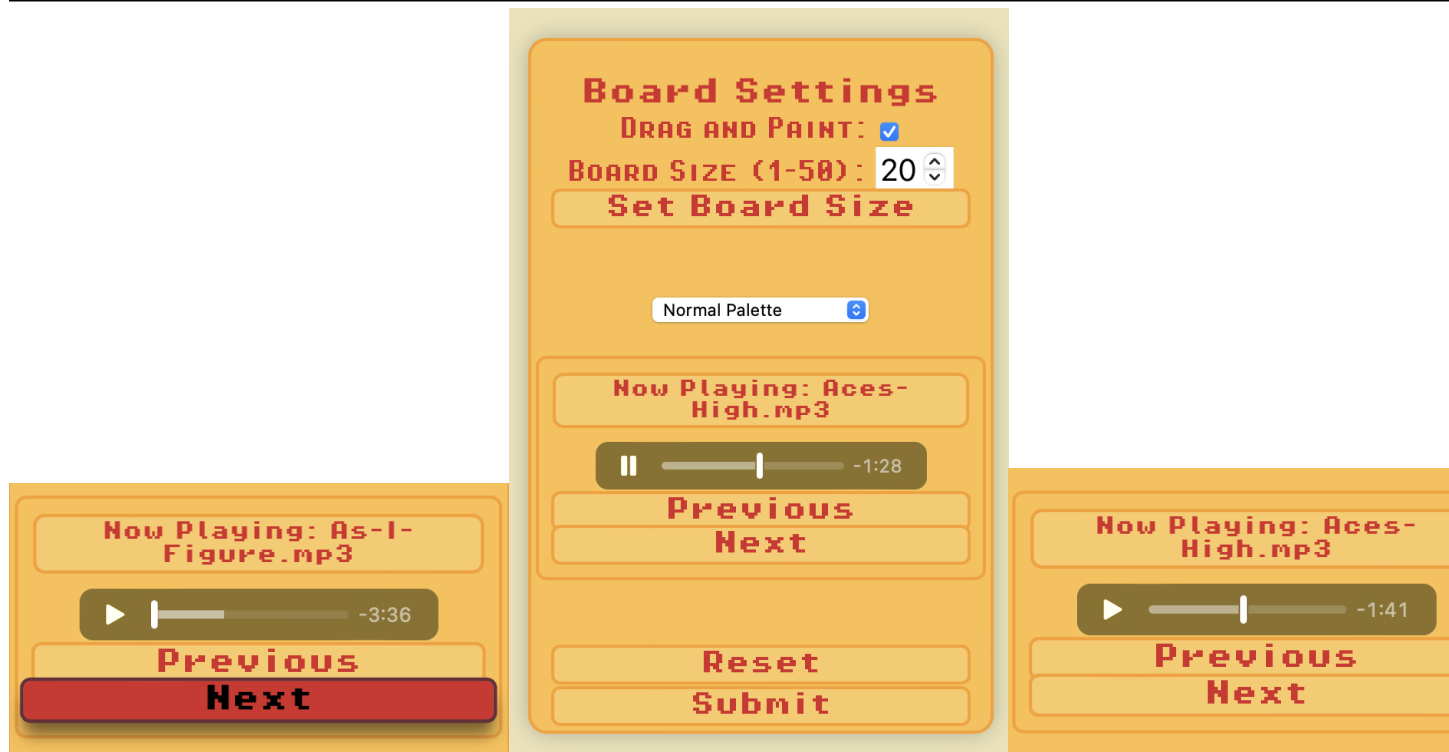 Now Playing: As-I-
Figure.mp3
-3:36
Previous
Next
Board Settings
Drag and Paint:
Board Size (1-50): 20
Set Board Size
Normal Palette
Now Playing: Aces-
High.mp3
-1:28
Previous
Next
Reset
Submit
Now Playing: Aces-
High.mp3
-1:41
Previous
Next